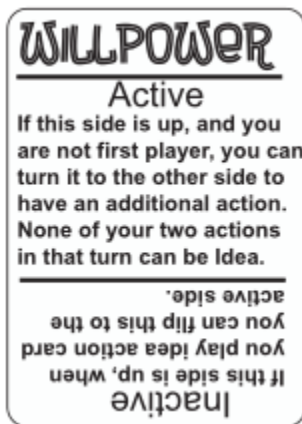 WILLPOWER
Active
If this side is up, and you
are not first player, you can
turn it to the other side to
have an additional action.
None of your two actions
in that turn can be Idea.
Inactive
If this side is up, when
you play idea action card
you can flip this to the
active side.